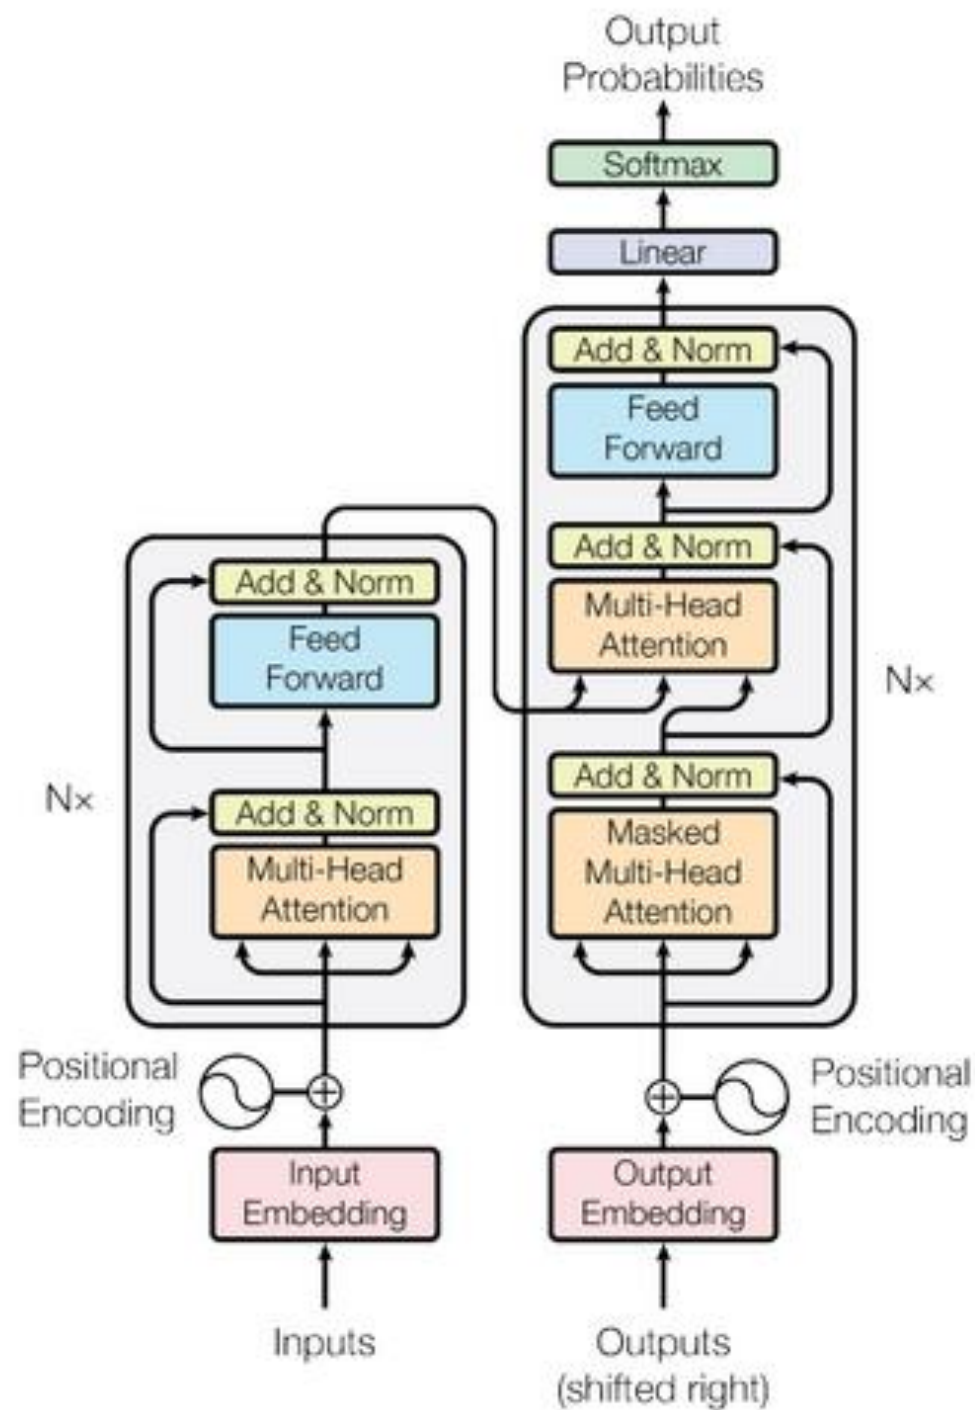 Output
Probabilities
Softmax
Linear
Add & Norm
Feed
Forward
Add & Norm
Multi-Head
Attention
Add & Norm
Masked
Multi-Head
Attention
Nx
Add & Norm
Feed
Forward
Add & Norm
Multi-Head
Attention
Nx
Positional
Encoding
Positional
Encoding
Input
Embedding
Output
Embedding
Inputs
Outputs
(shifted right)